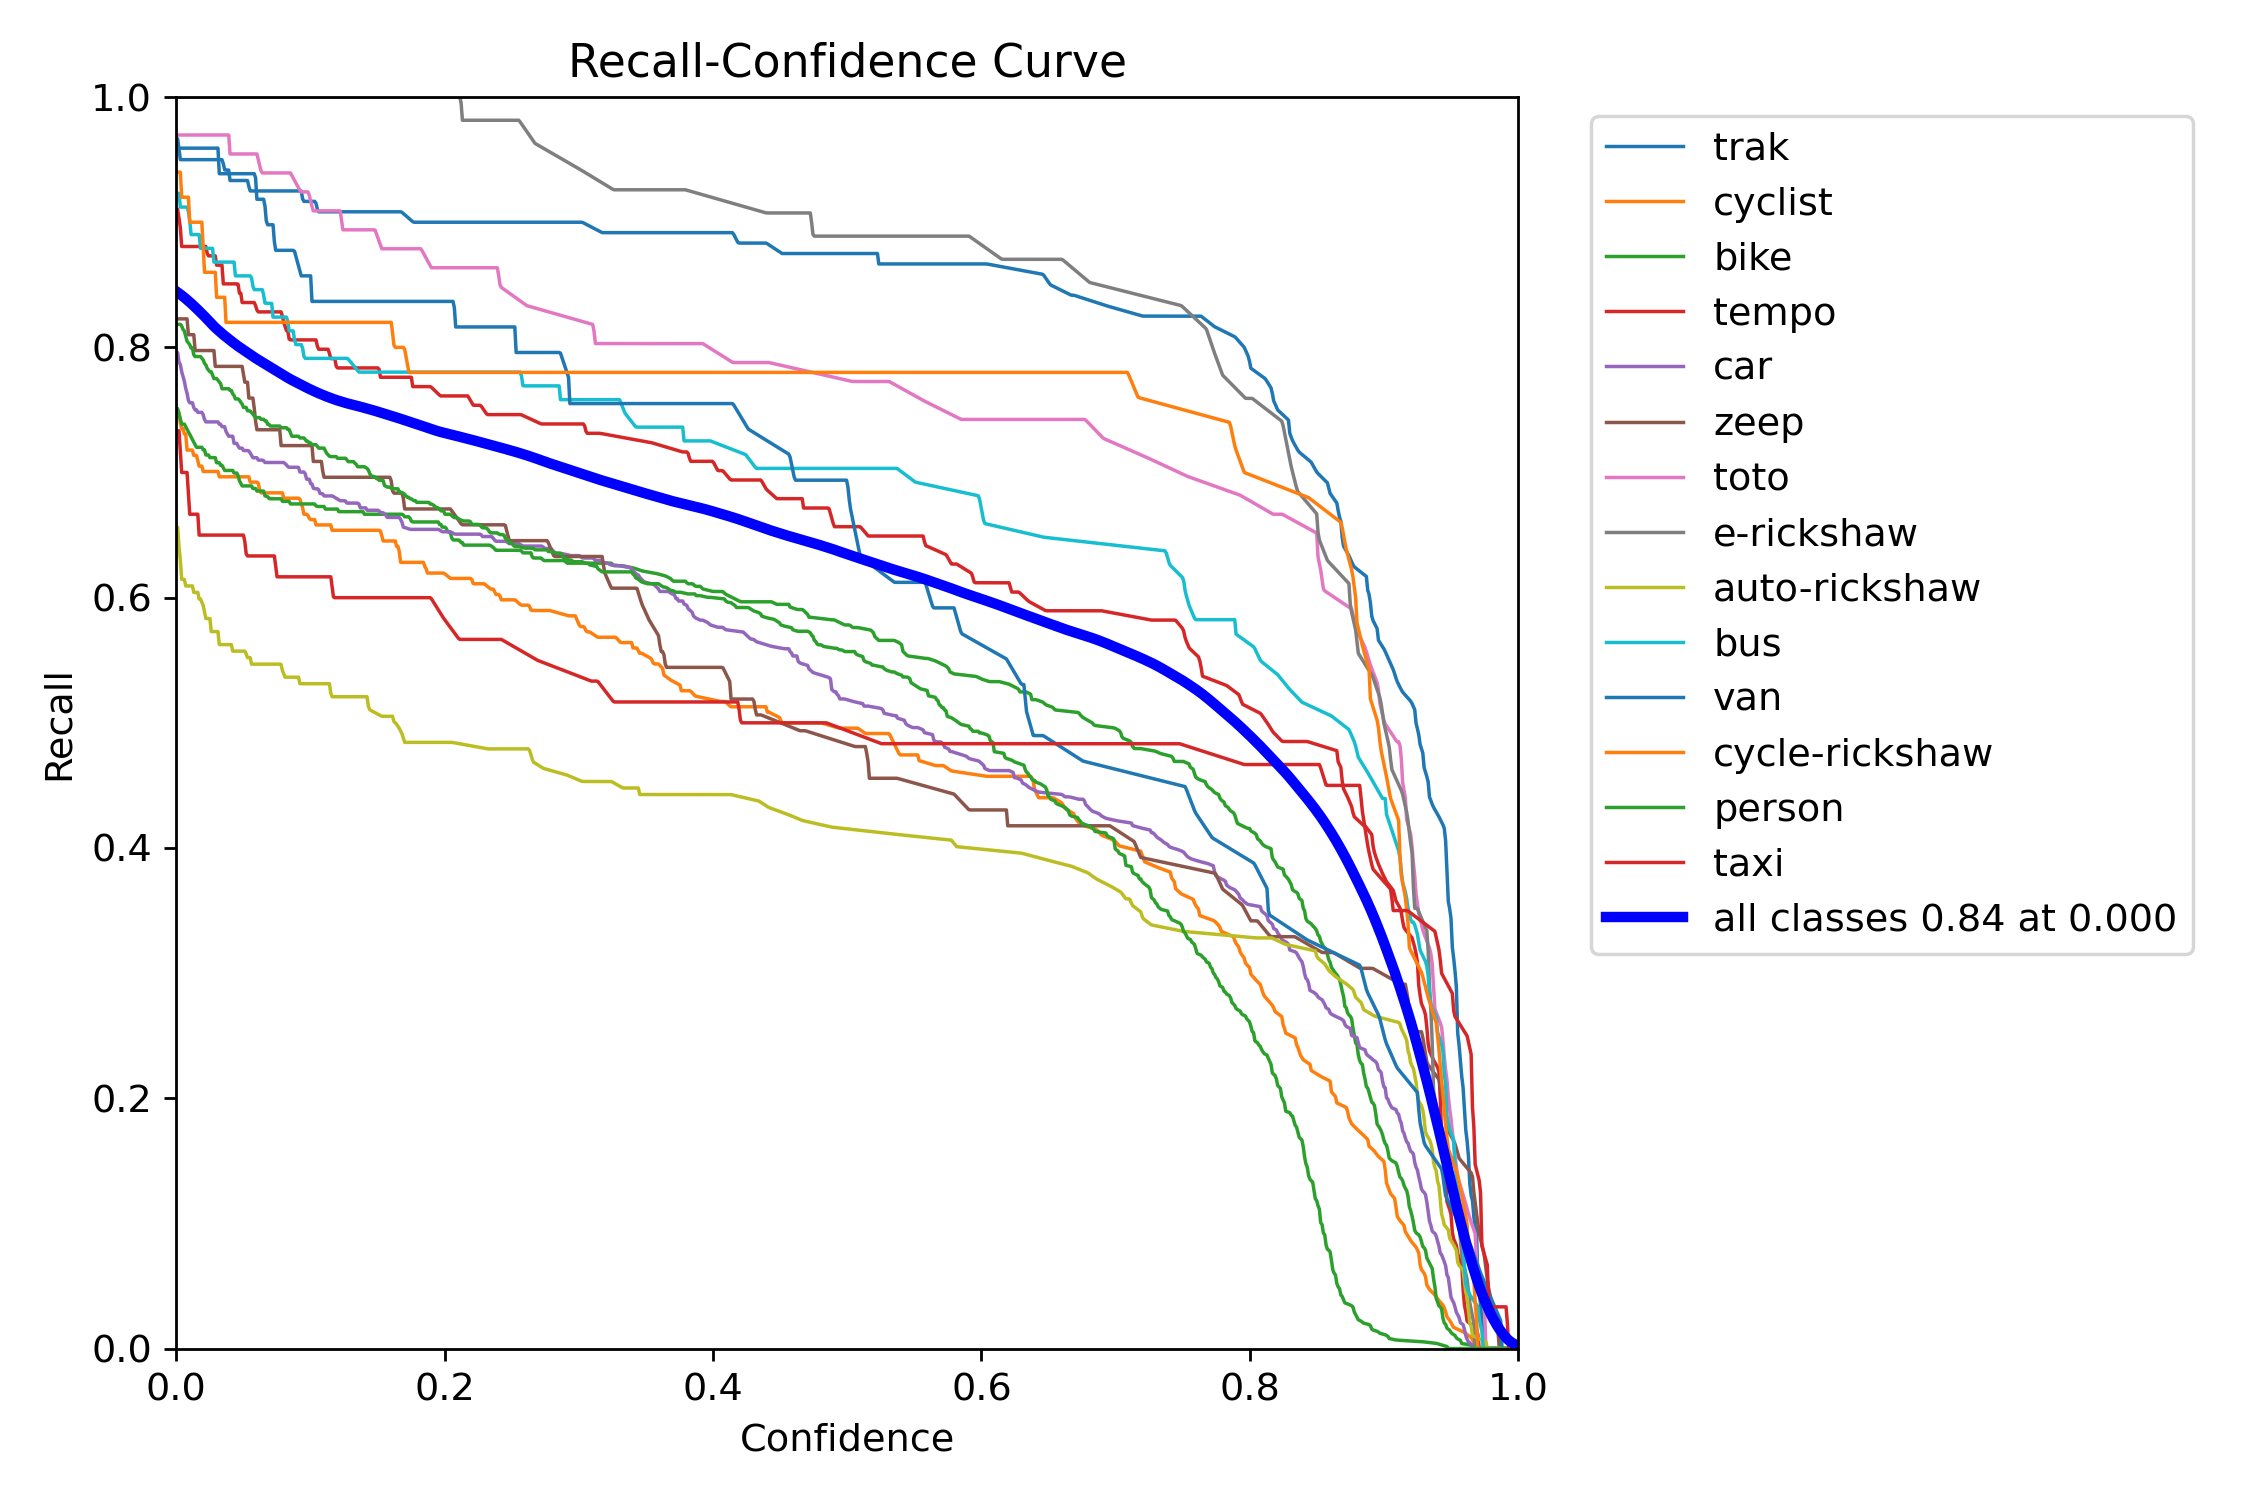 Recall-Confidence Curve
1.0
0.8
0.6
0.4
0.2
0.0
Recall
0.0 0.2 0.4 0.6 0.8 1.0
Confidence
trak
cyclist
bike
tempo
car
zeep
toto
e-rickshaw
auto-rickshaw
bus
van
cycle-rickshaw
person
taxi
all classes 0.84 at 0.000